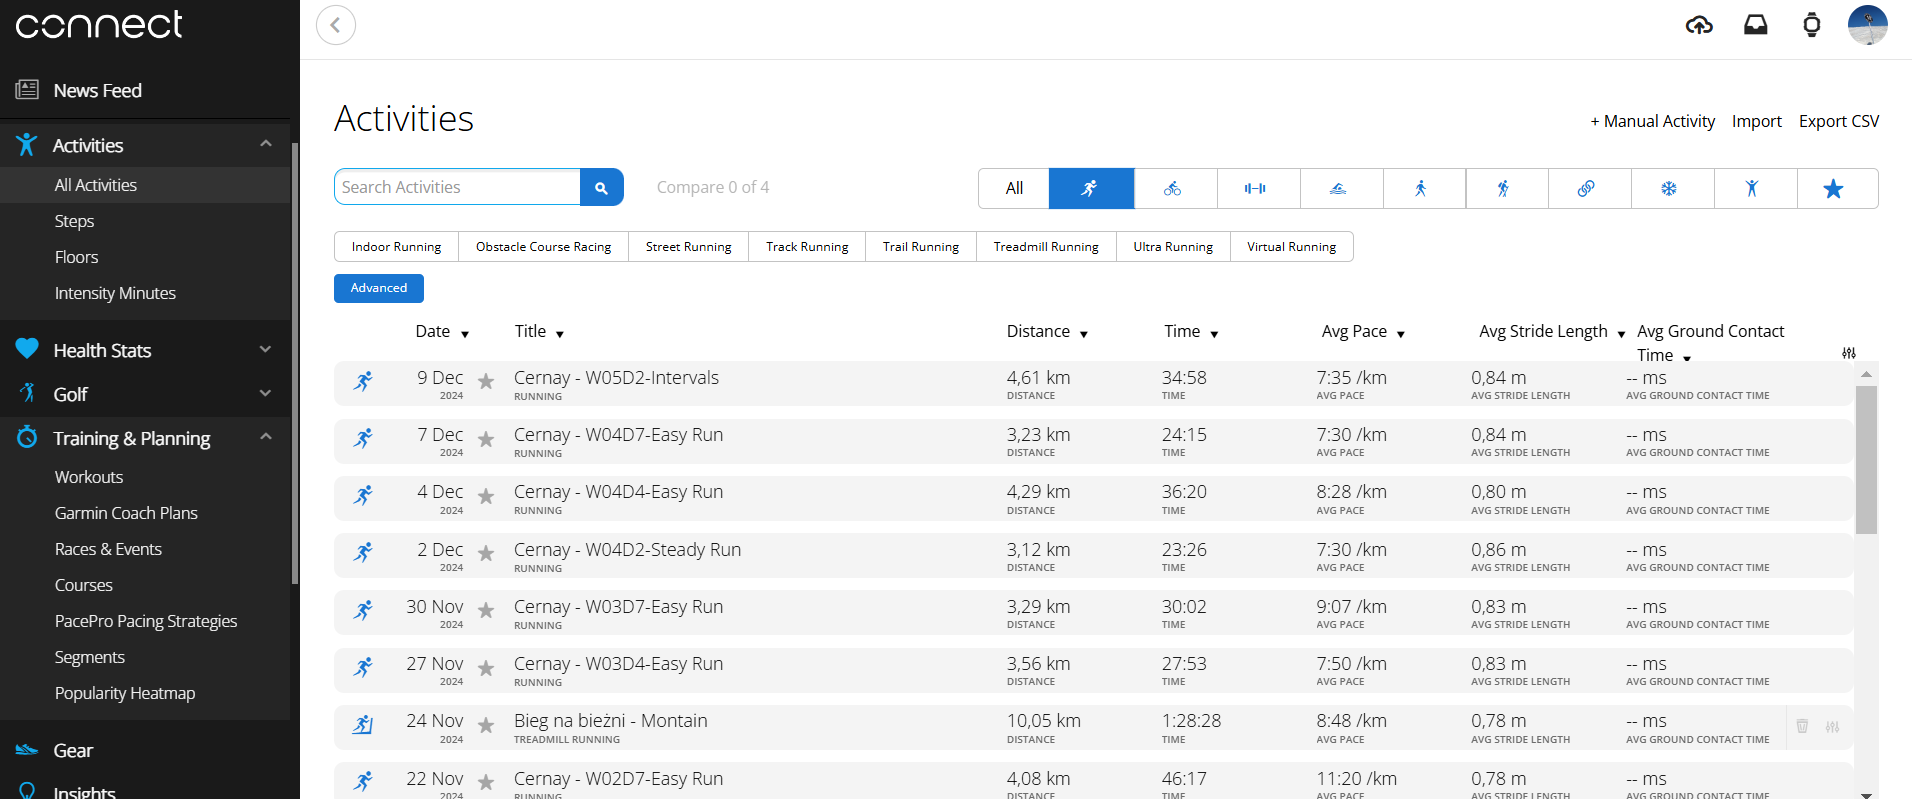 connect
News Feed
Activities
All Activities
Steps
Floors
Intensity Minutes
Health Stats
Golf
Training & Planning
Workouts
Garmin Coach Plans
Races & Events
Courses
PacePro Pacing Strategies
Segments
Popularity Heatmap
Gear
Insights
Activities
+ Manual Activity Import Export CSV
Search Activities Compare 0 of 4 All
Indoor Running Obstacle Course Racing Street Running Track Running Trail Running Treadmill Running Ultra Running Virtual Running
Advanced
Date Title Distance Time Avg Pace Avg Stride Length Avg Ground Contact
Time
9 Dec Cernay - W05D2-Intervals 4,61 km 34:58 7:35 /km 0,84 m -- ms
2024 RUNNING DISTANCE TIME AVG PACE AVG STRIDE LENGTH AVG GROUND CONTACT TIME
7 Dec Cernay - W04D7-Easy Run 3,23 km 24:15 7:30 /km 0,84 m -- ms
2024 RUNNING DISTANCE TIME AVG PACE AVG STRIDE LENGTH AVG GROUND CONTACT TIME
4 Dec Cernay - W04D4-Easy Run 4,29 km 36:20 8:28 /km 0,80 m -- ms
2024 RUNNING DISTANCE TIME AVG PACE AVG STRIDE LENGTH AVG GROUND CONTACT TIME
2 Dec Cernay - W04D2-Steady Run 3,12 km 23:26 7:30 /km 0,86 m -- ms
2024 RUNNING DISTANCE TIME AVG PACE AVG STRIDE LENGTH AVG GROUND CONTACT TIME
30 Nov Cernay - W03D7-Easy Run 3,29 km 30:02 9:07 /km 0,83 m -- ms
2024 RUNNING DISTANCE TIME AVG PACE AVG STRIDE LENGTH AVG GROUND CONTACT TIME
27 Nov Cernay - W03D4-Easy Run 3,56 km 27:53 7:50 /km 0,83 m -- ms
2024 RUNNING DISTANCE TIME AVG PACE AVG STRIDE LENGTH AVG GROUND CONTACT TIME
24 Nov Bieg na bieżni - Montain 10,05 km 1:28:28 8:48 /km 0,78 m -- ms
2024 TREADMILL RUNNING DISTANCE TIME AVG PACE AVG STRIDE LENGTH AVG GROUND CONTACT TIME
22 Nov Cernay - W02D7-Easy Run 4,08 km 46:17 11:20 /km 0,78 m -- ms
2024 RUNNING DISTANCE TIME AVG PACE AVG STRIDE LENGTH AVG GROUND CONTACT TIME